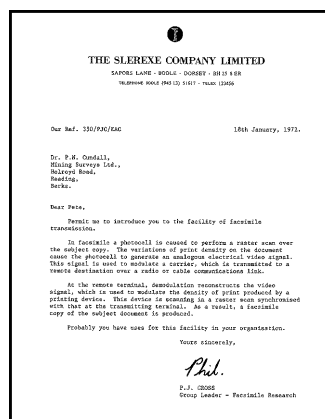 THE SLEREXE COMPANY LIMITED
SAPORS LANE - BOOLE - DORSET - BH 25 8 ER
TELEPHONE BOOLE (945 13) 51617 - TELEX 123456
Our Ref. 350/PJC/EAC
18th January, 1972.
Dr. P.N. Cundall,
Mining Surveys Ltd.,
Holroyd Road,
Reading,
Berks.
Dear Pete,
Permit me to introduce you to the facility of facsimile
transmission.
In facsimile a photocell is caused to perform a raster scan over
the subject copy. The variations of print density on the document
cause the photocell to generate an analogous electrical video signal.
This signal is used to modulate a carrier, which is transmitted to a
remote destination over a radio or cable communications link.
At the remote terminal, demodulation reconstructs the video
signal, which is used to modulate the density of print produced by a
printing device. This device is scanning in a raster scan synchronised
with that at the transmitting terminal. As a result, a facsimile
copy of the subject document is produced.
Probably you have uses for this facility in your organisation.
Yours sincerely,
Phil.
P.J. CROSS
Group Leader - Facsimile Research